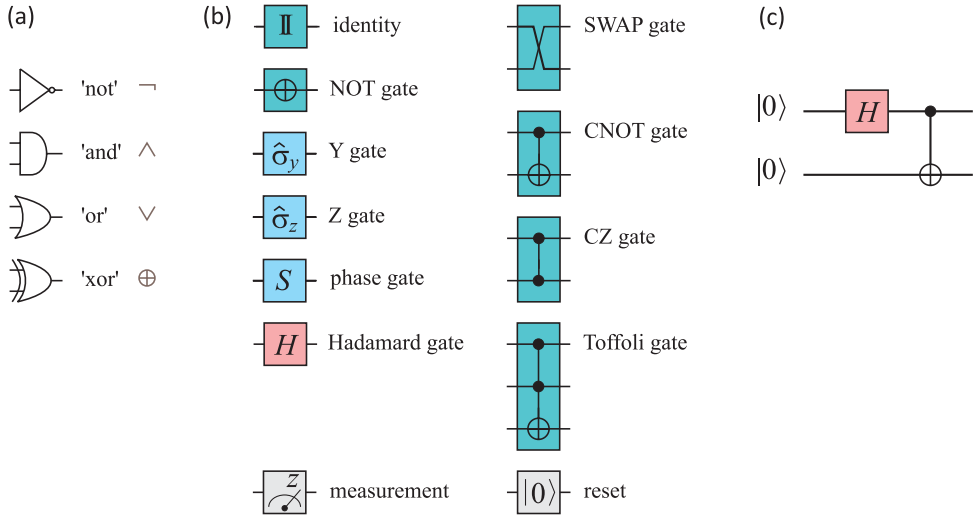 (a)
'not' ¬
'and' ∧
'or' ∨
'xor' ⊕
(b)
𝕀 identity
NOT gate
σ̂y Y gate
σ̂z Z gate
S phase gate
H Hadamard gate
z measurement
SWAP gate
CNOT gate
CZ gate
Toffoli gate
|0⟩ reset
(c)
|0⟩ H
|0⟩